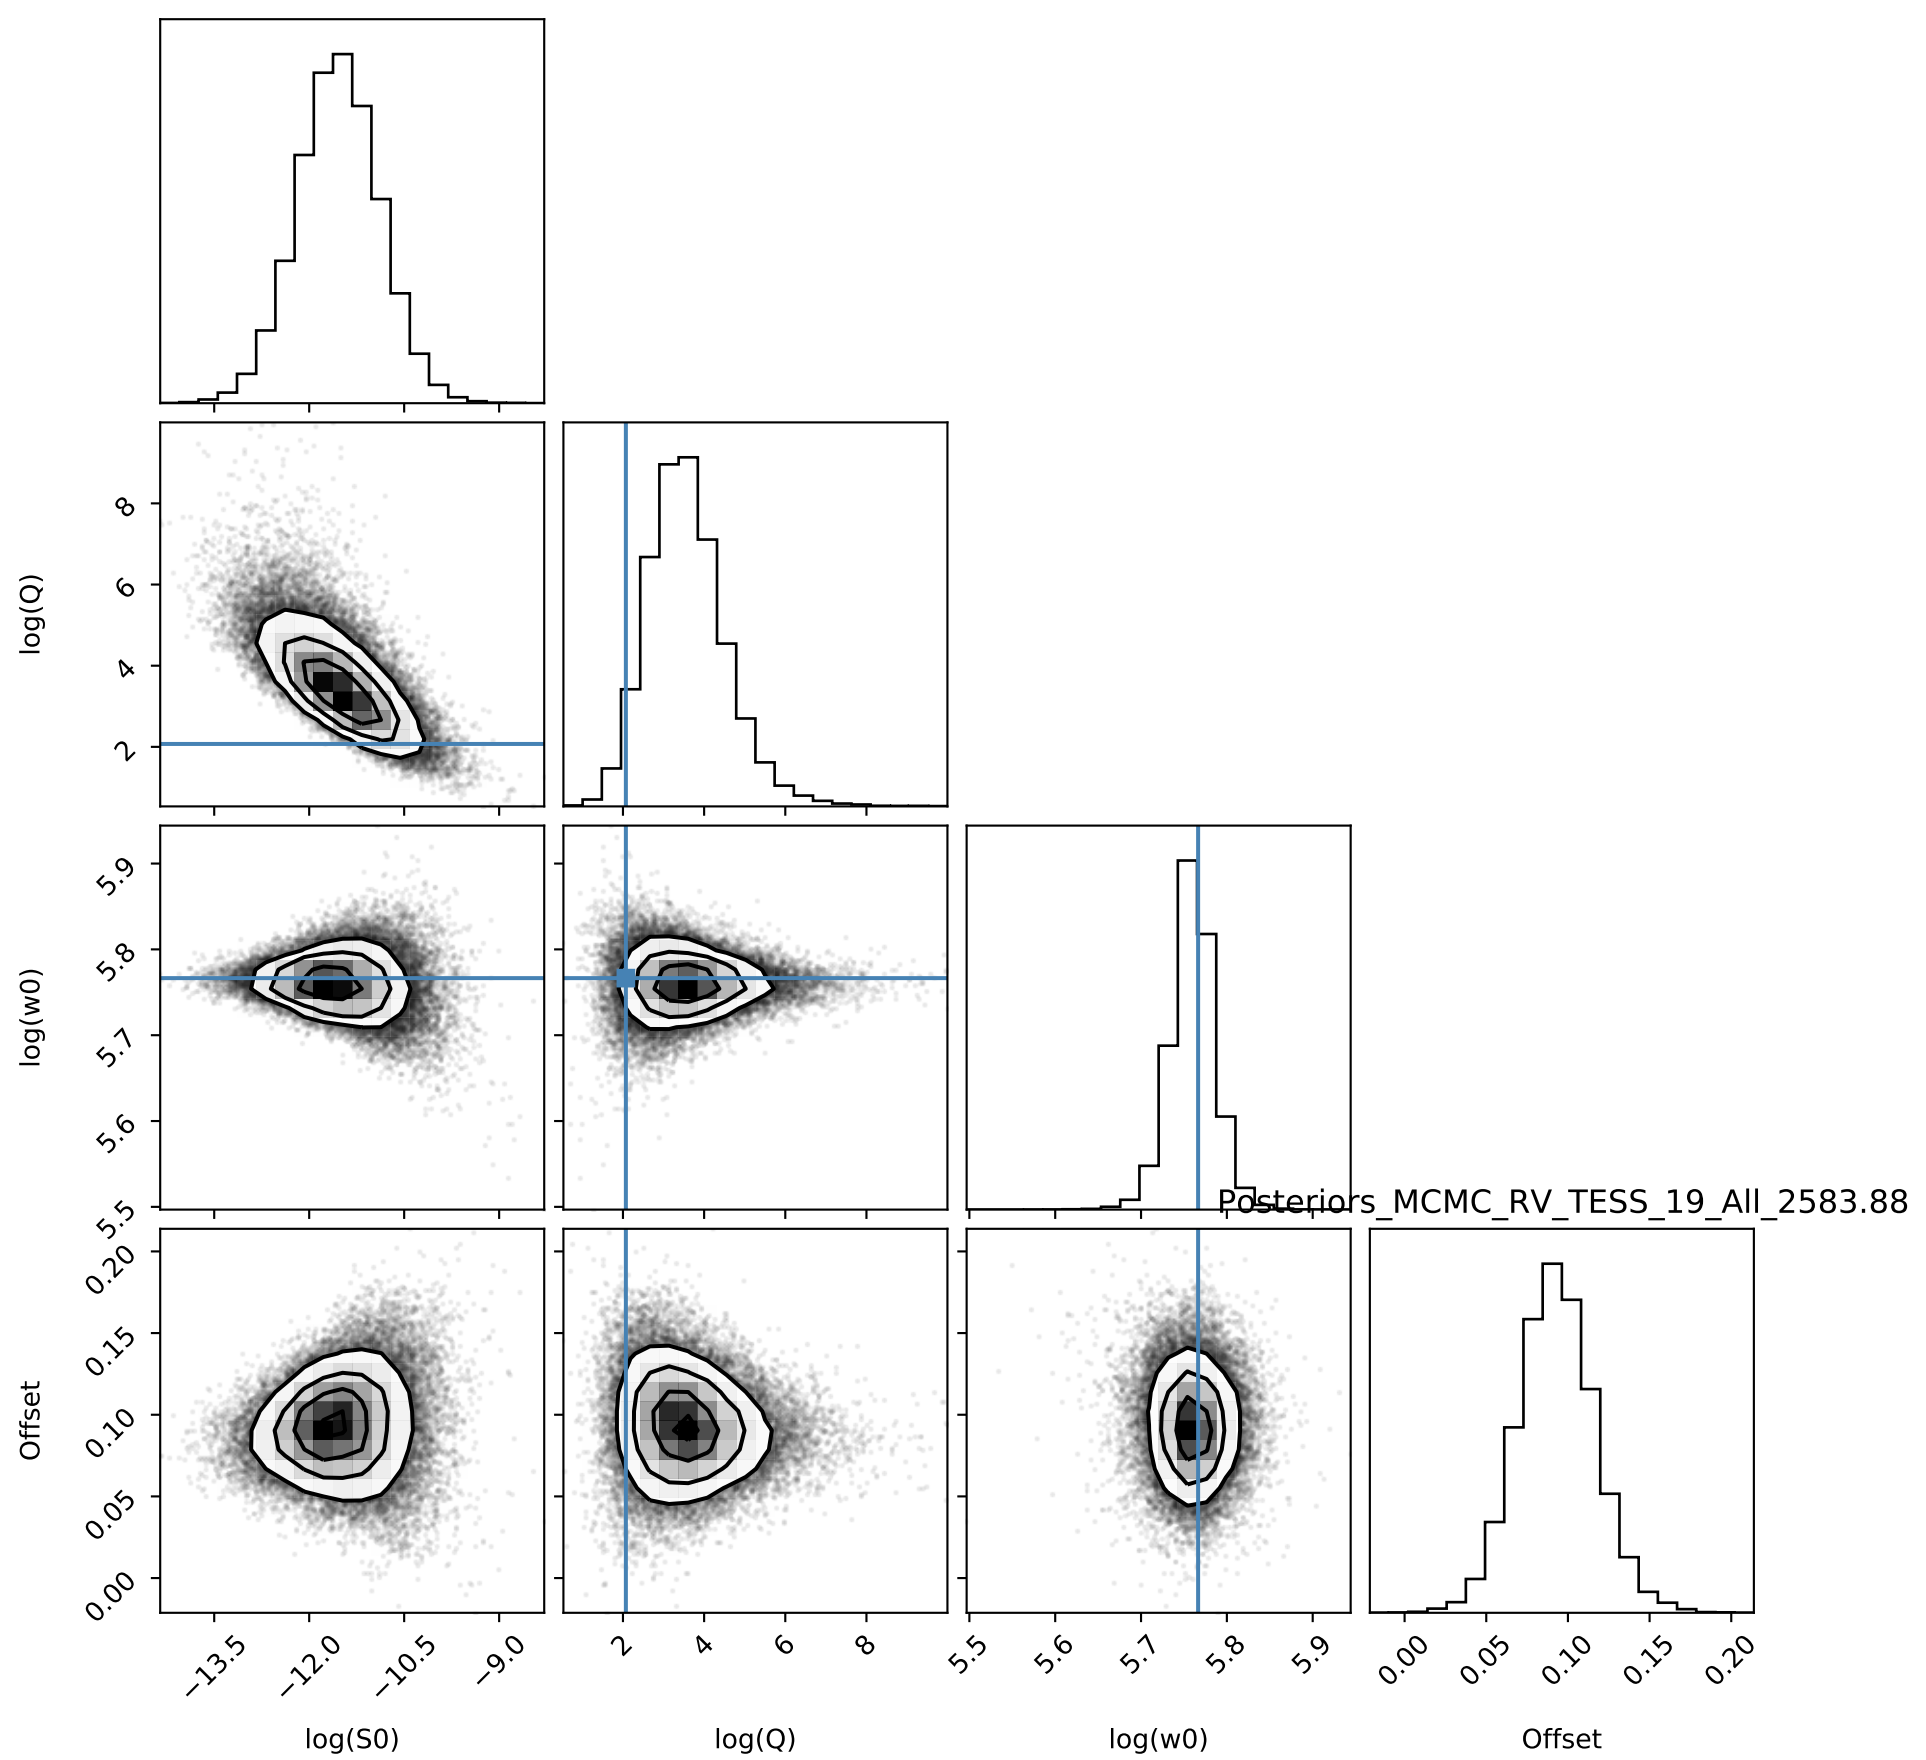 log(Q)
8
6
4
2
log(w0)
5.9
5.8
5.7
5.6
5.5
Posteriors_MCMC_RV_TESS_19_All_2583.88
Offset
0.20
0.15
0.10
0.05
0.00
−13.5 −12.0 −10.5 −9.0 2 4 6 8 5.5 5.6 5.7 5.8 5.9 0.00 0.05 0.10 0.15 0.20
log(S0) log(Q) log(w0) Offset